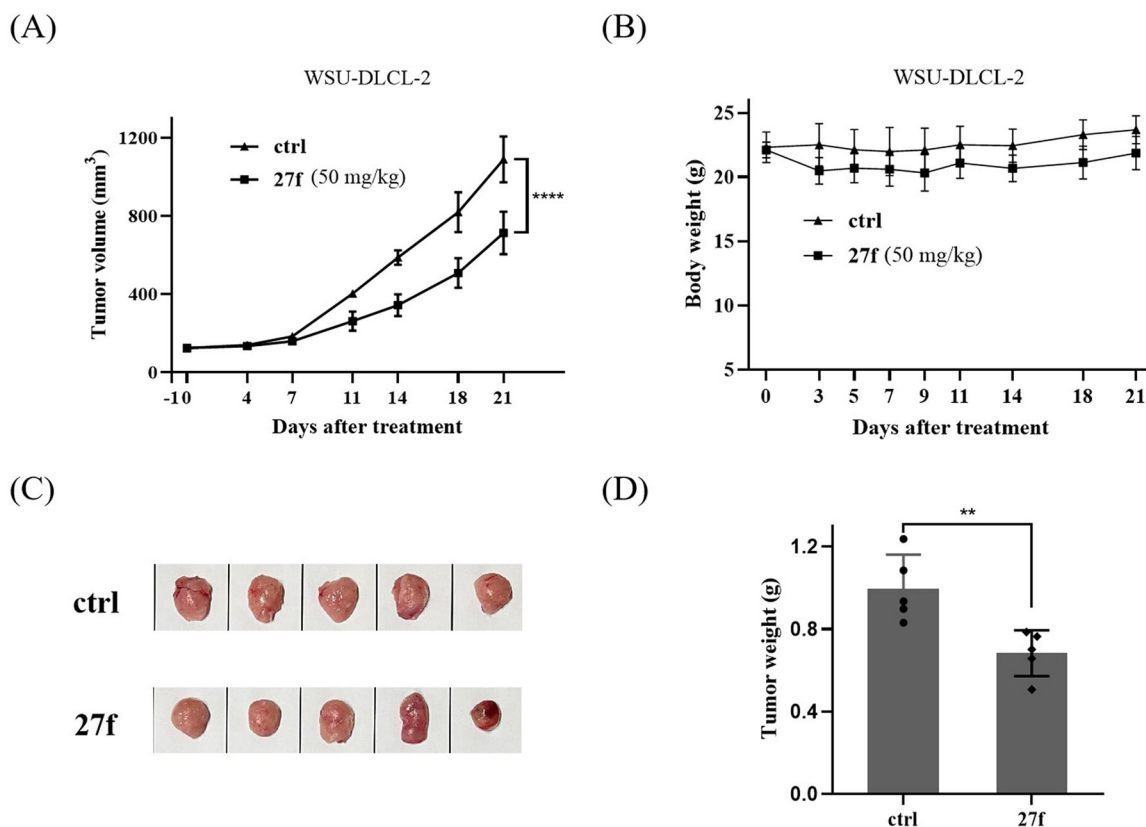 (A)
WSU-DLCL-2
Tumor volume (mm³)
1200
800
400
0
ctrl
27f (50 mg/kg)
****
-1 0 4 7 11 14 18 21
Days after treatment
(B)
WSU-DLCL-2
Body weight (g)
25
20
15
10
5
ctrl
27f (50 mg/kg)
0 3 5 7 9 11 14 18 21
Days after treatment
(C)
ctrl
27f
(D)
**
Tumor weight (g)
1.2
0.8
0.4
0.0
ctrl 27f